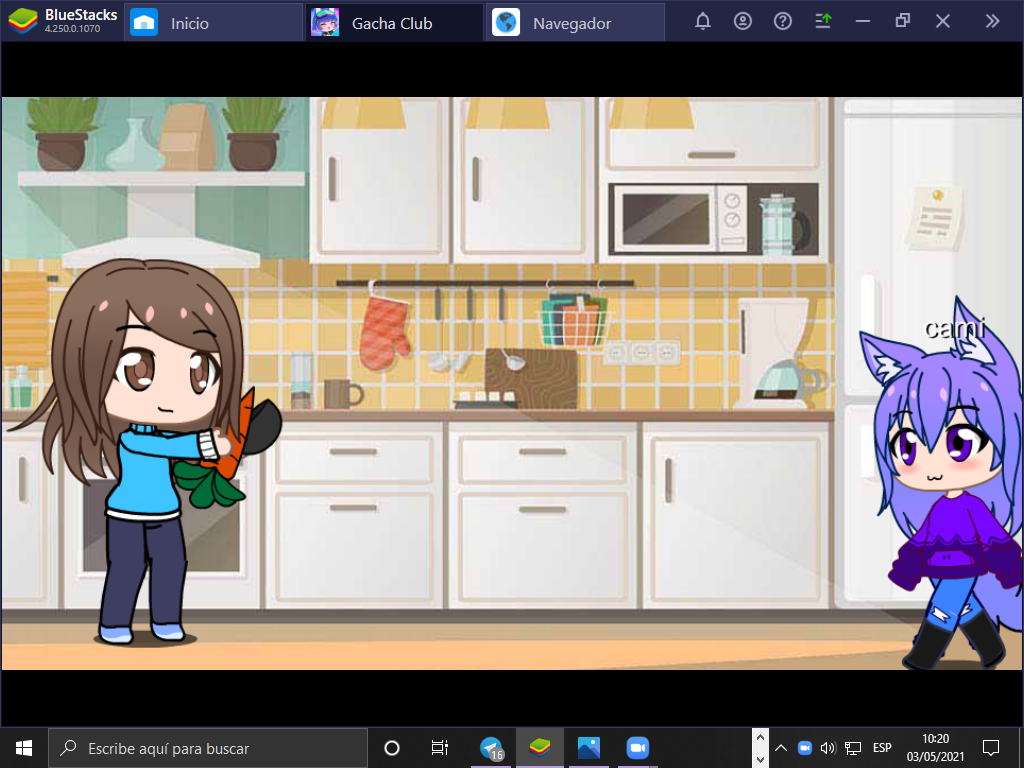 BlueStacks
4.250.0.1070
Inicio
Gacha Club
Navegador
cami
Escribe aquí para buscar
16
ESP
10:20
03/05/2021